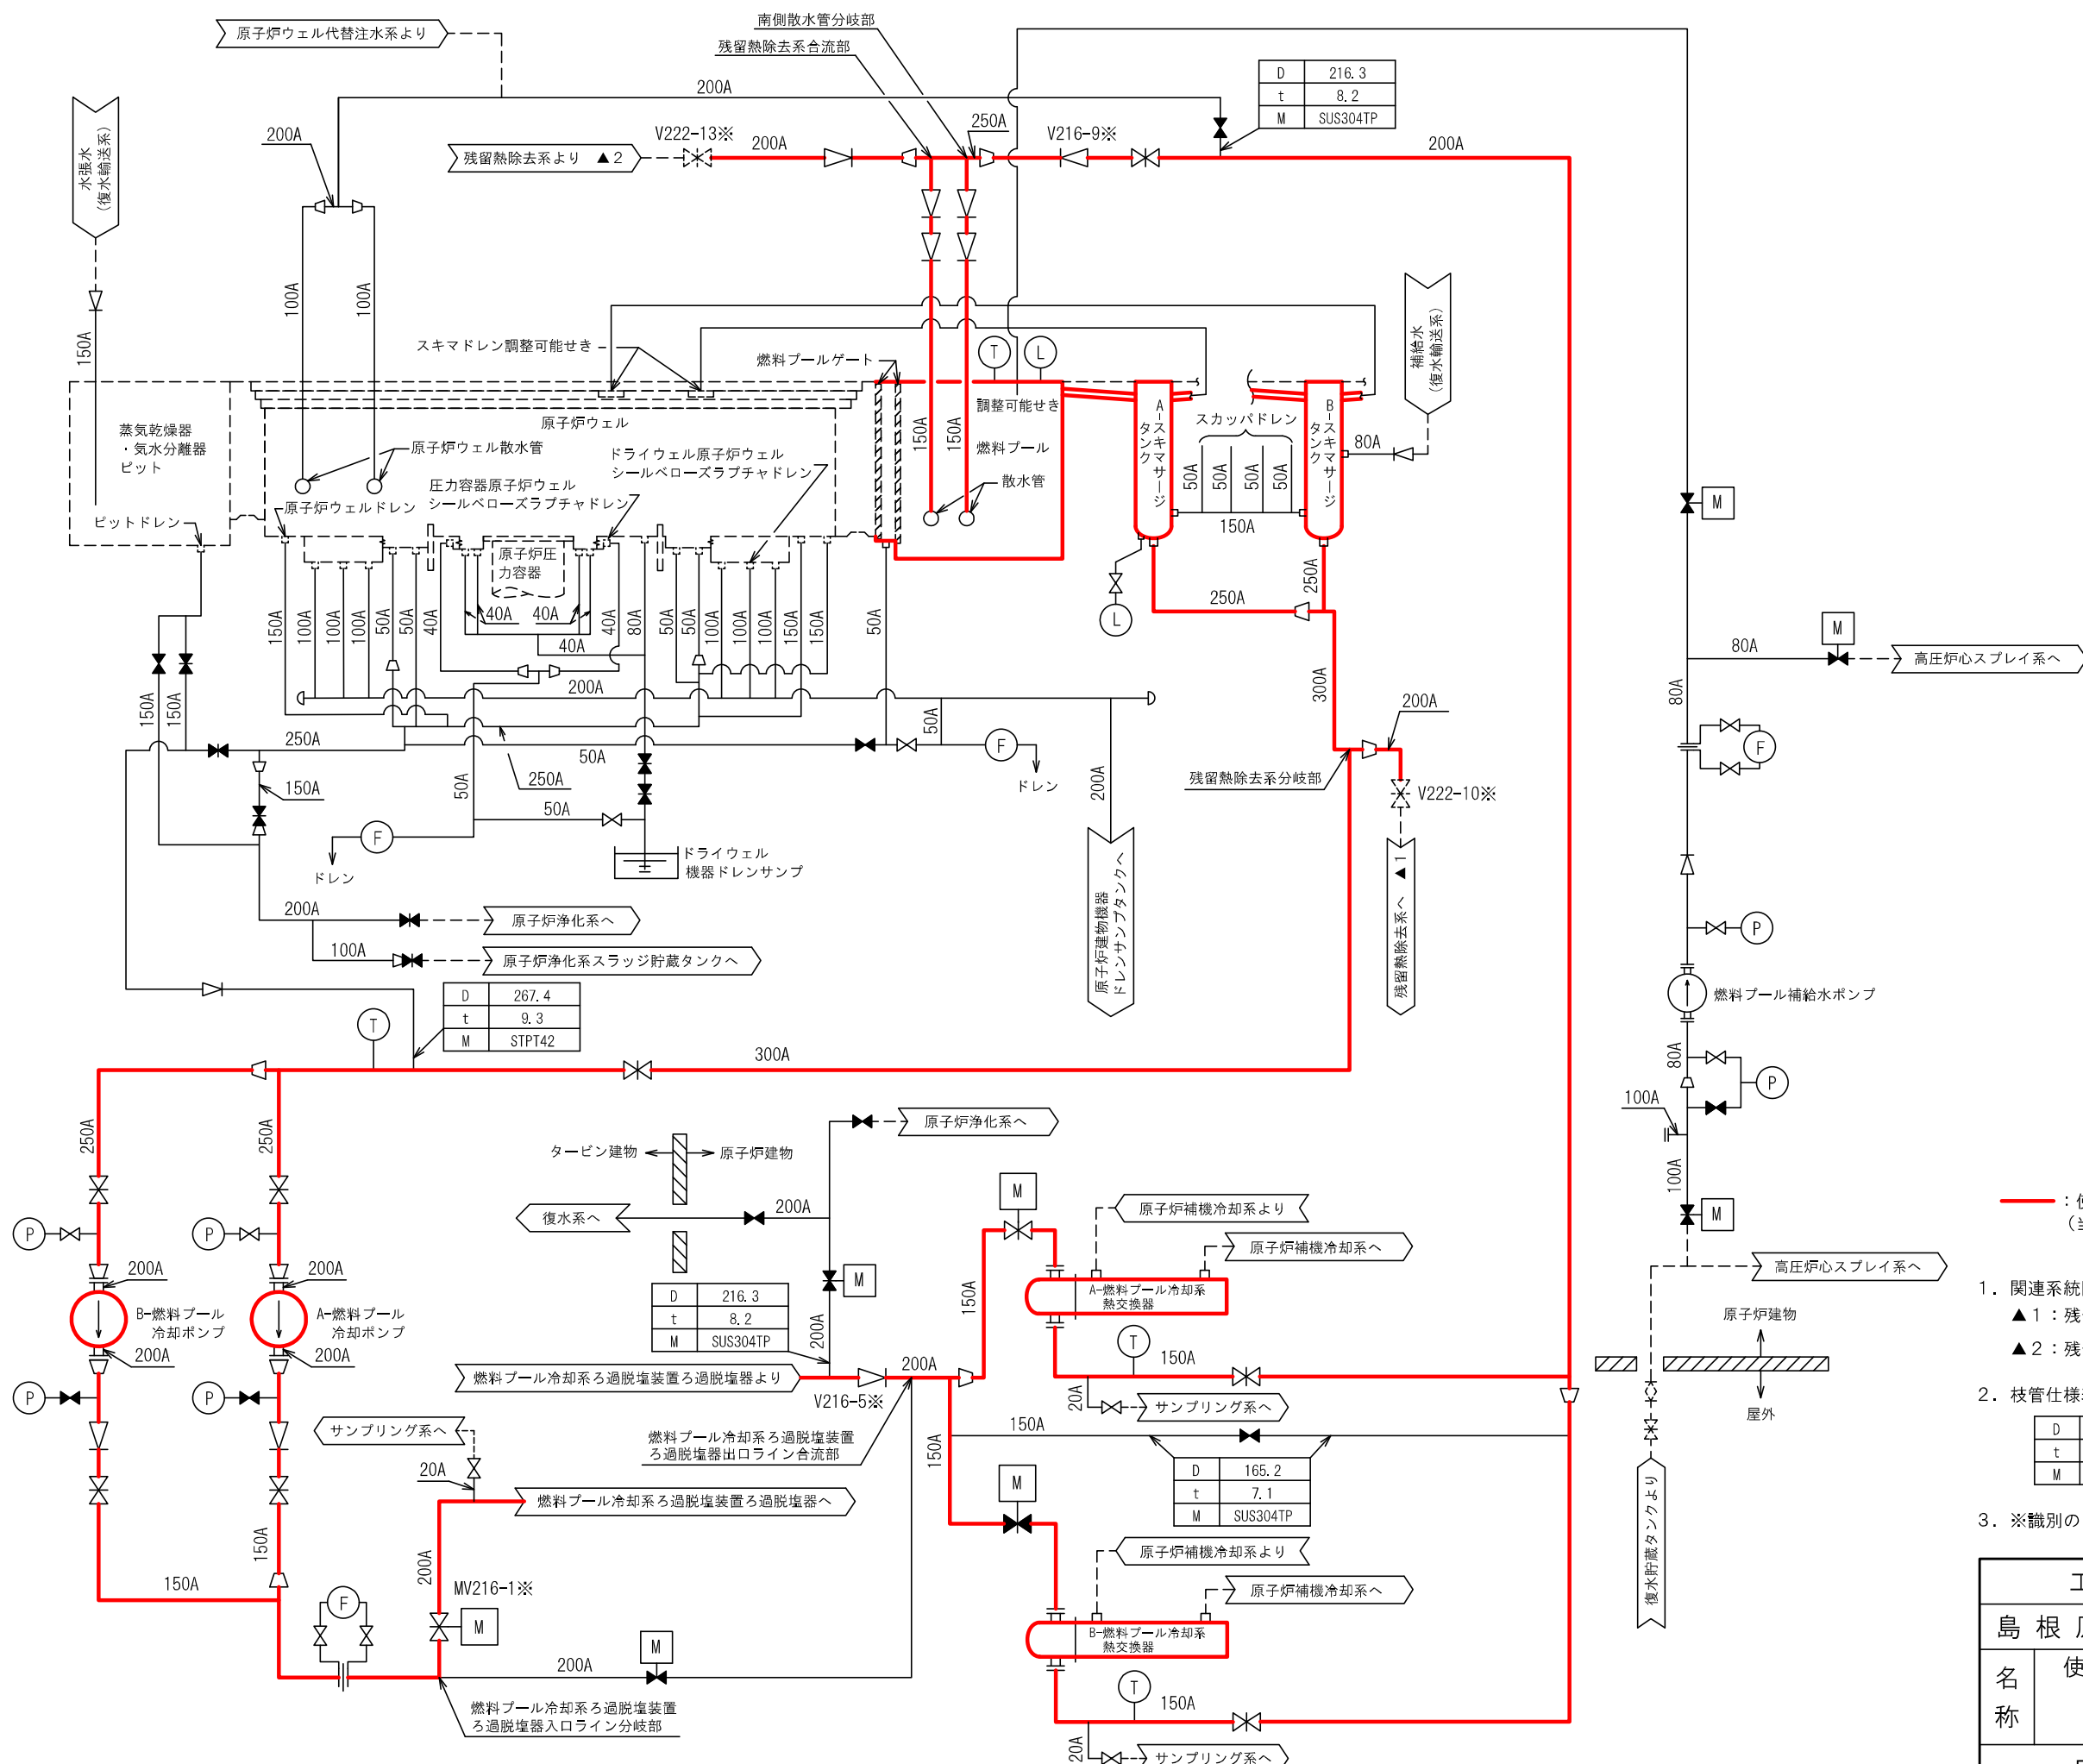 原子炉ウェル代替注水系より
南側散水管分岐部
残留熱除去系合流部
D 216.3
t 8.2
M SUS304TP
200A
水張水
(復水輸送系)
200A
V222-13※
200A
250A
V216-9※
200A
残留熱除去系より ▲2
100A
100A
150A
スキマドレン調整可能せき
燃料プールゲート
T
L
補給水
(復水輸送系)
蒸気乾燥器
・気水分離器
ピット
原子炉ウェル
調整可能せき
原子炉ウェル散水管
ドライウェル原子炉ウェル
シールベローズラプチャドレン
150A
150A
燃料プール
A-スキマサージ
タンク
スカッパドレン
B-スキマサージ
タンク
80A
圧力容器原子炉ウェル
シールベローズラプチャドレン
散水管
50A
50A
50A
50A
原子炉ウェルドレン
ピットドレン
150A
M
原子炉圧
力容器
150A
100A
100A
100A
50A
50A
40A
40A
40A
40A
80A
50A
50A
100A
100A
100A
150A
150A
50A
L
250A
250A
40A
M
80A
高圧炉心スプレイ系へ
200A
300A
80A
150A
150A
200A
250A
50A
50A
F
F
250A
50A
ドレン
残留熱除去系分岐部
200A
V222-10※
150A
50A
F
ドレン
ドライウェル
機器ドレンサンプ
原子炉建物機器
ドレンサンプタンクへ
残留熱除去系へ ▲1
200A
原子炉浄化系へ
P
100A
原子炉浄化系スラッジ貯蔵タンクへ
D 267.4
t 9.3
M STPT42
燃料プール補給水ポンプ
T
300A
80A
P
100A
250A
250A
タービン建物
原子炉建物
原子炉浄化系へ
100A
M
復水系へ
200A
M
原子炉補機冷却系より
原子炉補機冷却系へ
M
P
P
200A
200A
B-燃料プール
冷却ポンプ
A-燃料プール
冷却ポンプ
200A
200A
D 216.3
t 8.2
M SUS304TP
200A
150A
A-燃料プール冷却系
熱交換器
高圧炉心スプレイ系へ
原子炉建物
屋外
T
150A
燃料プール冷却系ろ過脱塩装置ろ過脱塩器より
200A
V216-5※
20A
サンプリング系へ
P
P
サンプリング系へ
燃料プール冷却系ろ過脱塩装置
ろ過脱塩器出口ライン合流部
150A
150A
20A
D 165.2
t 7.1
M SUS304TP
燃料プール冷却系ろ過脱塩装置ろ過脱塩器へ
M
復水貯蔵タンクより
150A
200A
MV216-1※
M
原子炉補機冷却系より
原子炉補機冷却系へ
150A
F
B-燃料プール冷却系
熱交換器
M
200A
T
150A
燃料プール冷却系ろ過脱塩装置
ろ過脱塩器入口ライン分岐部
20A
サンプリング系へ
1. 関連系統
▲1：残
▲2：残
2. 枝管仕様
D
t
M
3. ※識別の
島 根
名
称
使